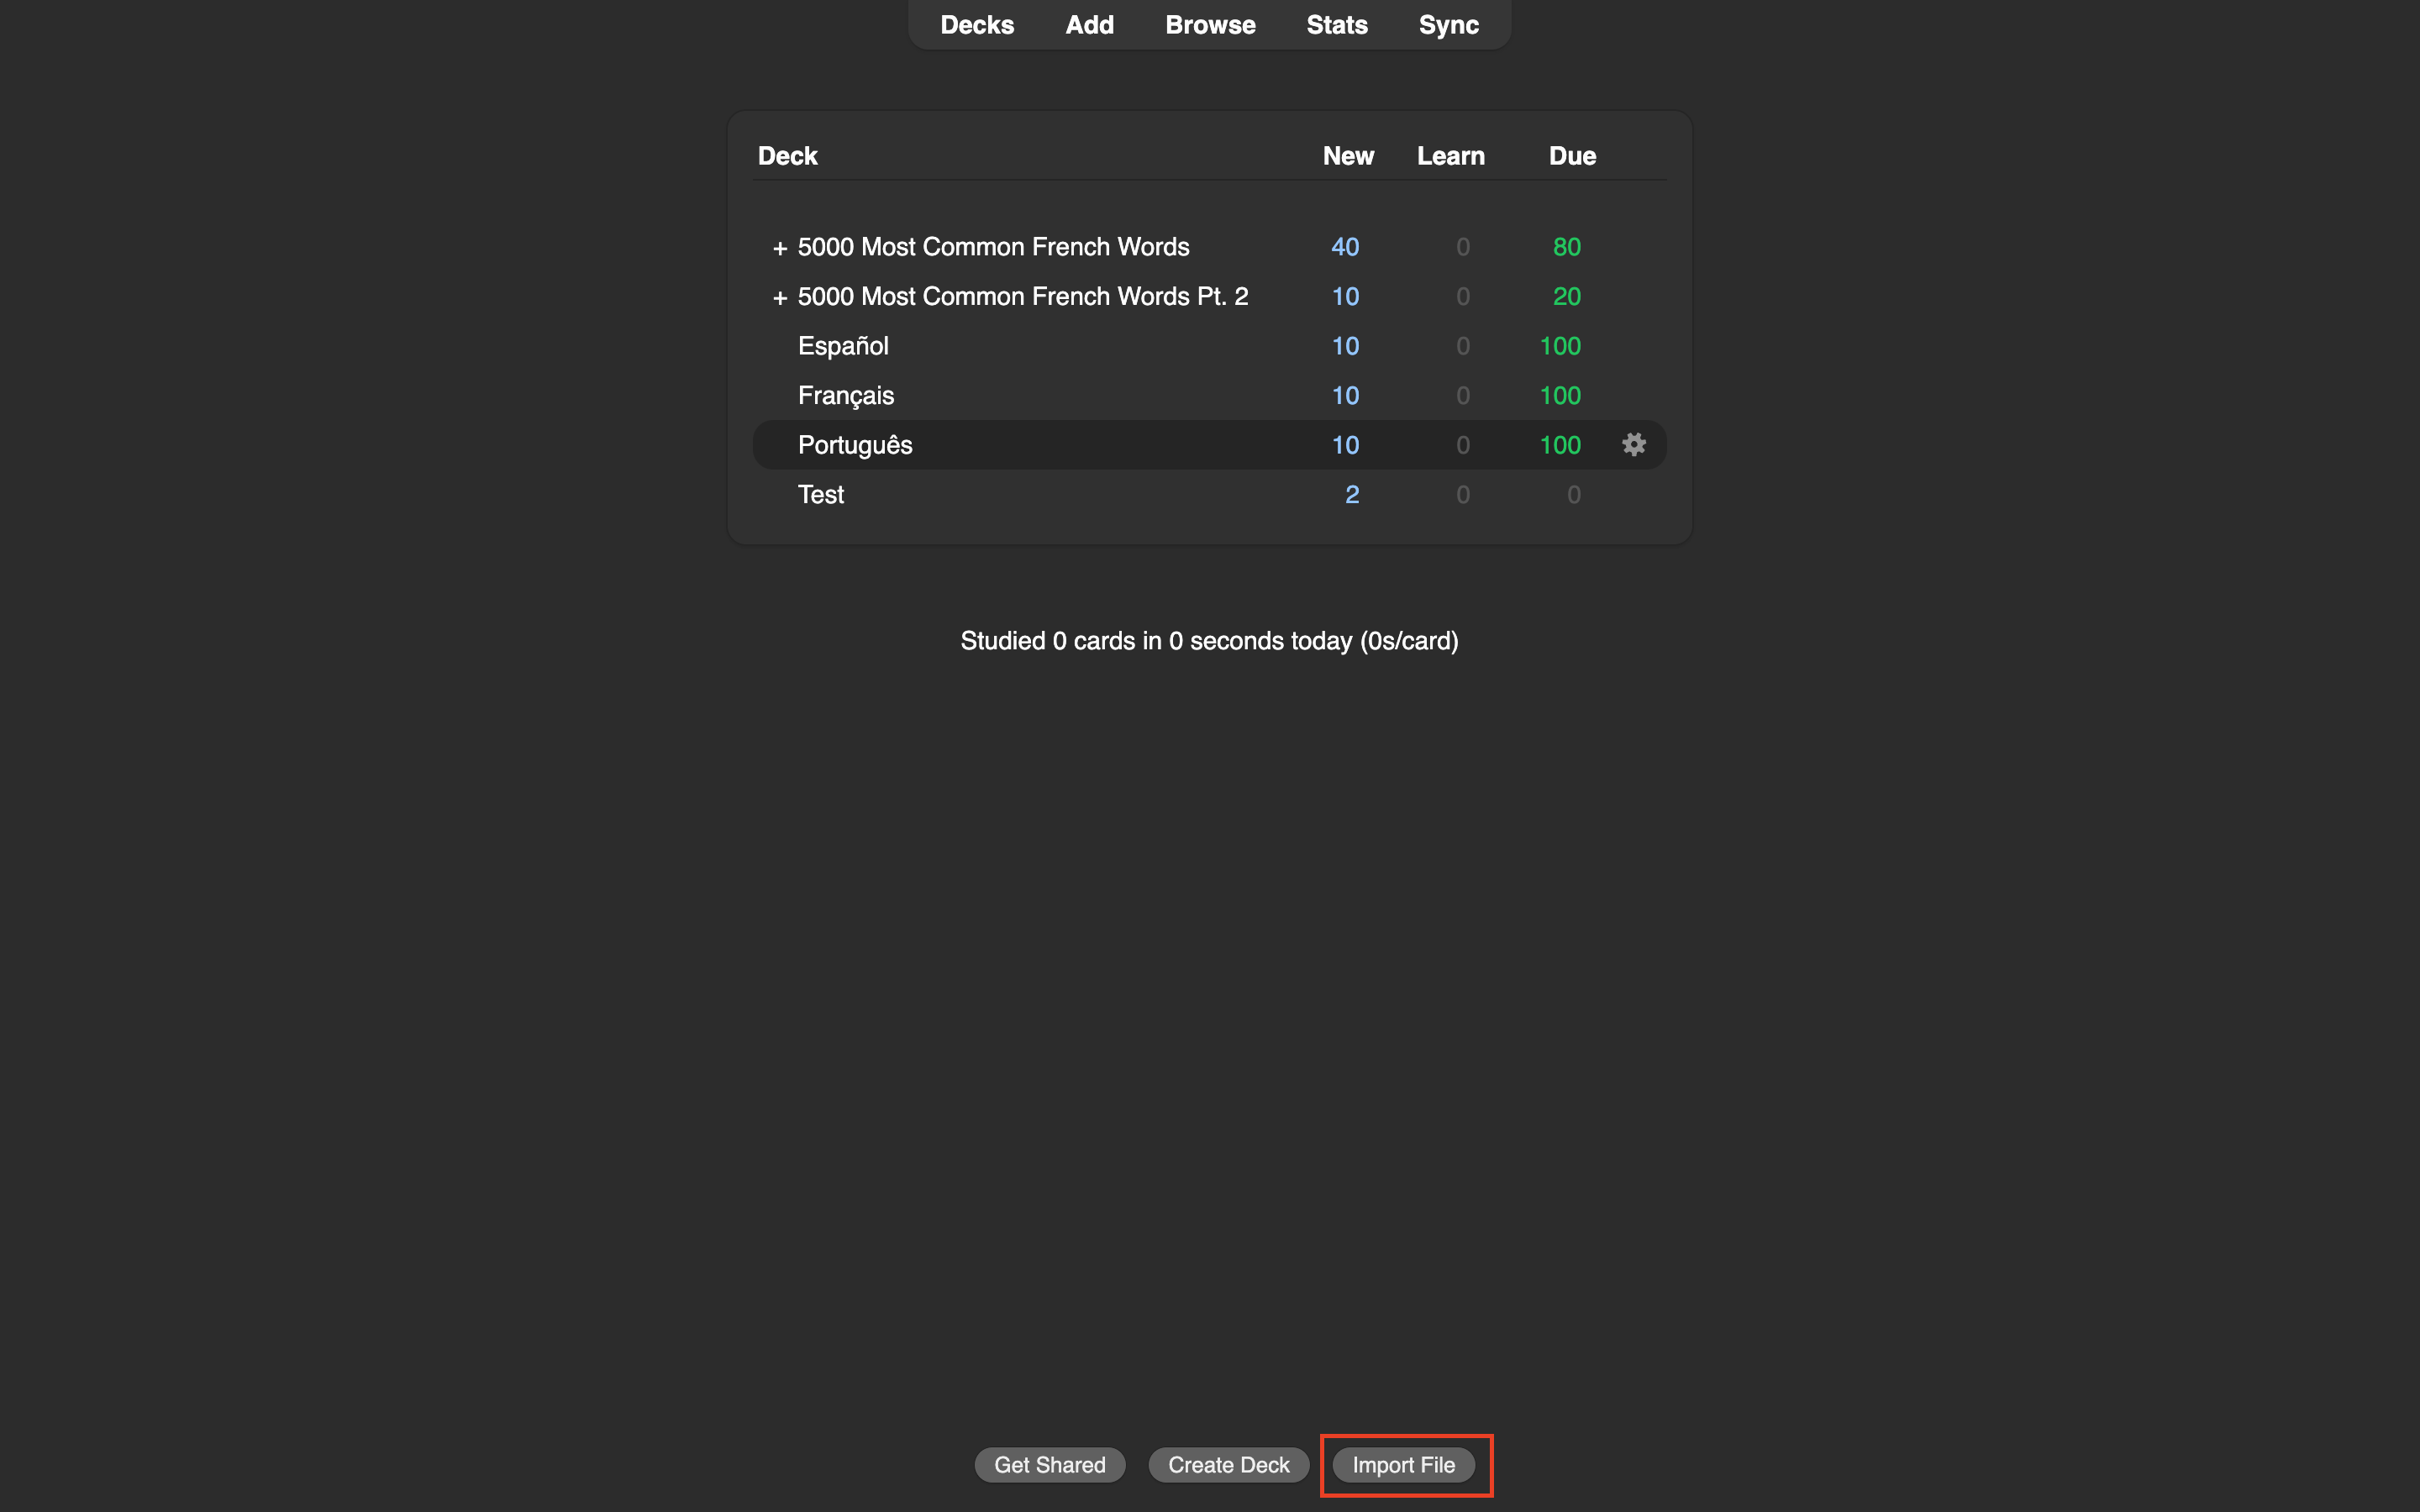 Decks Add Browse Stats Sync
Deck New Learn Due
+ 5000 Most Common French Words 40 0 80
+ 5000 Most Common French Words Pt. 2 10 0 20
Español 10 0 100
Français 10 0 100
Português 10 0 100
Test 2 0 0
Studied 0 cards in 0 seconds today (0s/card)
Get Shared Create Deck Import File